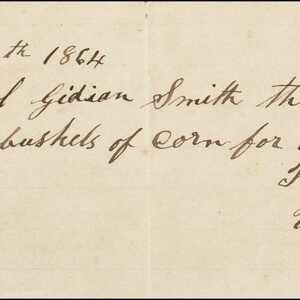 th 1864
Gidian Smith th
bushels of corn for